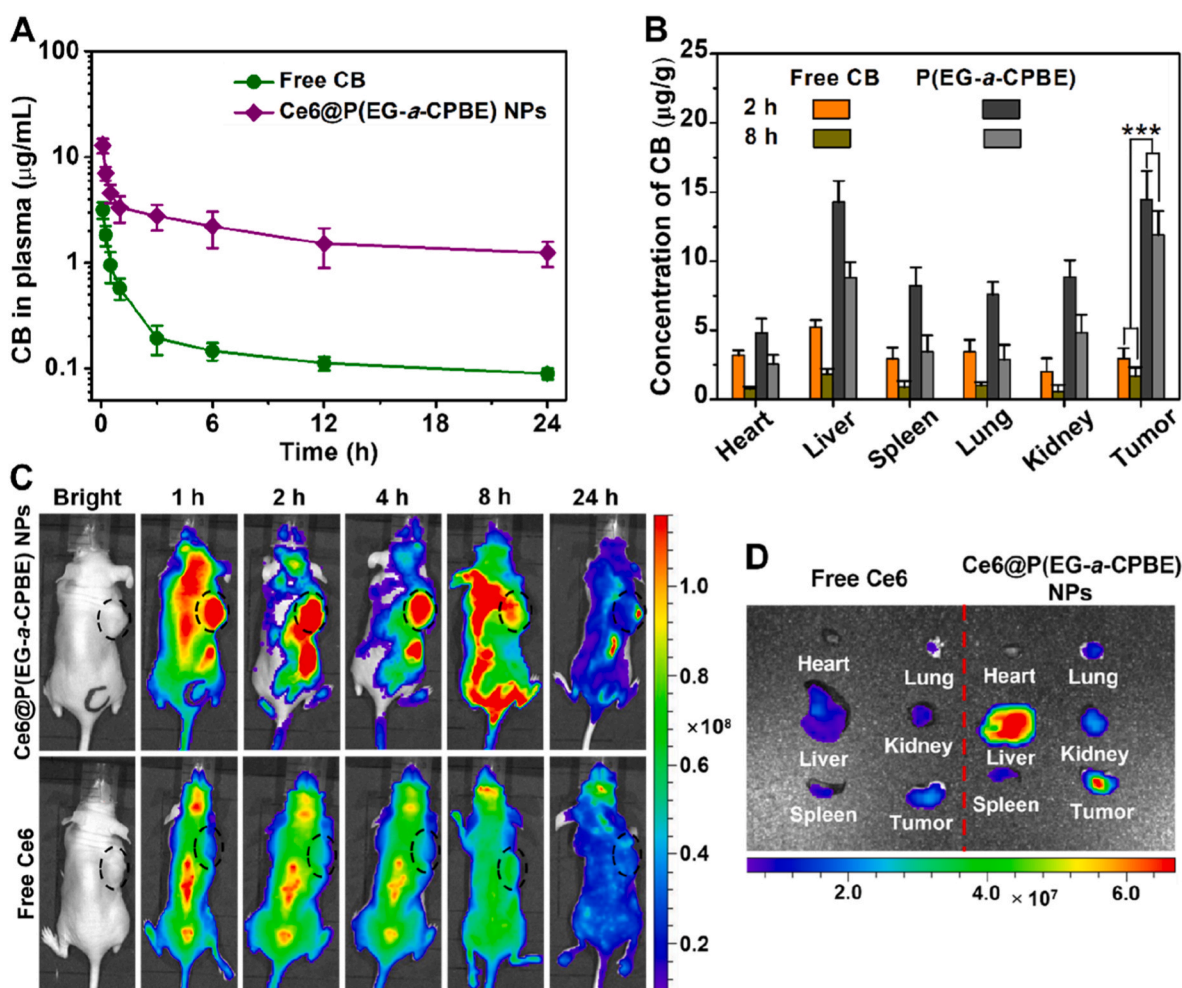 A
100
10
1
0.1
CB in plasma (μg/mL)
Free CB
Ce6@P(EG-a-CPBE) NPs
0
6
12
18
24
Time (h)
B
25
20
15
10
5
0
Concentration of CB (μg/g)
Free CB P(EG-a-CPBE)
2 h
8 h
***
Heart
Liver
Spleen
Lung
Kidney
Tumor
C
Bright 1 h 2 h 4 h 8 h 24 h
Ce6@P(EG-a-CPBE) NPs
Free Ce6
1.0
0.8
×10⁸
0.6
0.4
0.2
D
Free Ce6
Ce6@P(EG-a-CPBE)
NPs
Heart Lung Heart Lung
Liver Kidney Liver Kidney
Spleen Tumor Spleen Tumor
2.0 4.0 6.0
× 10⁷